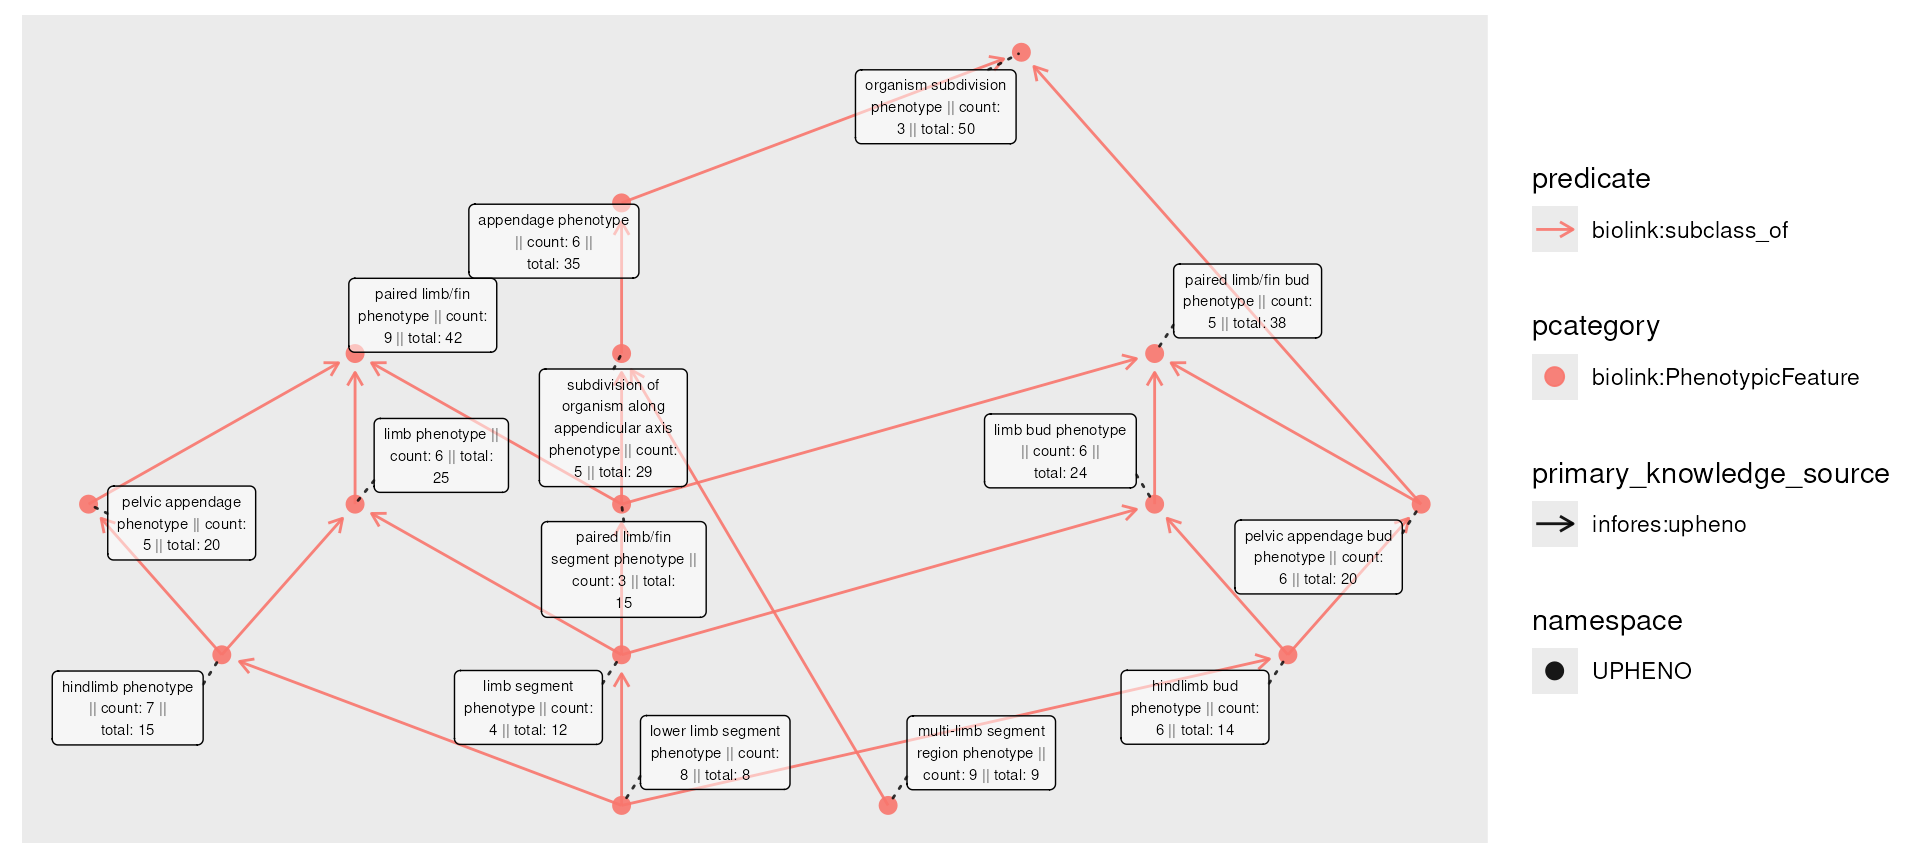 organism subdivision
phenotype || count:
3 || total: 50
appendage phenotype
|| count: 6 ||
total: 35
paired limb/fin
phenotype || count:
9 || total: 42
paired limb/fin bud
phenotype || count:
5 || total: 38
subdivision of
organism along
appendicular axis
phenotype || count:
5 || total: 29
limb phenotype ||
count: 6 || total:
25
limb bud phenotype
|| count: 6 ||
total: 24
pelvic appendage
phenotype || count:
5 || total: 20
paired limb/fin
segment phenotype ||
count: 3 || total:
15
pelvic appendage bud
phenotype || count:
6 || total: 20
hindlimb phenotype
|| count: 7 ||
total: 15
limb segment
phenotype || count:
4 || total: 12
lower limb segment
phenotype || count:
8 || total: 8
multi-limb segment
region phenotype ||
count: 9 || total: 9
hindlimb bud
phenotype || count:
6 || total: 14
predicate
biolink:subclass_of
pcategory
biolink:PhenotypicFeature
primary_knowledge_source
infores:upheno
namespace
UPHENO